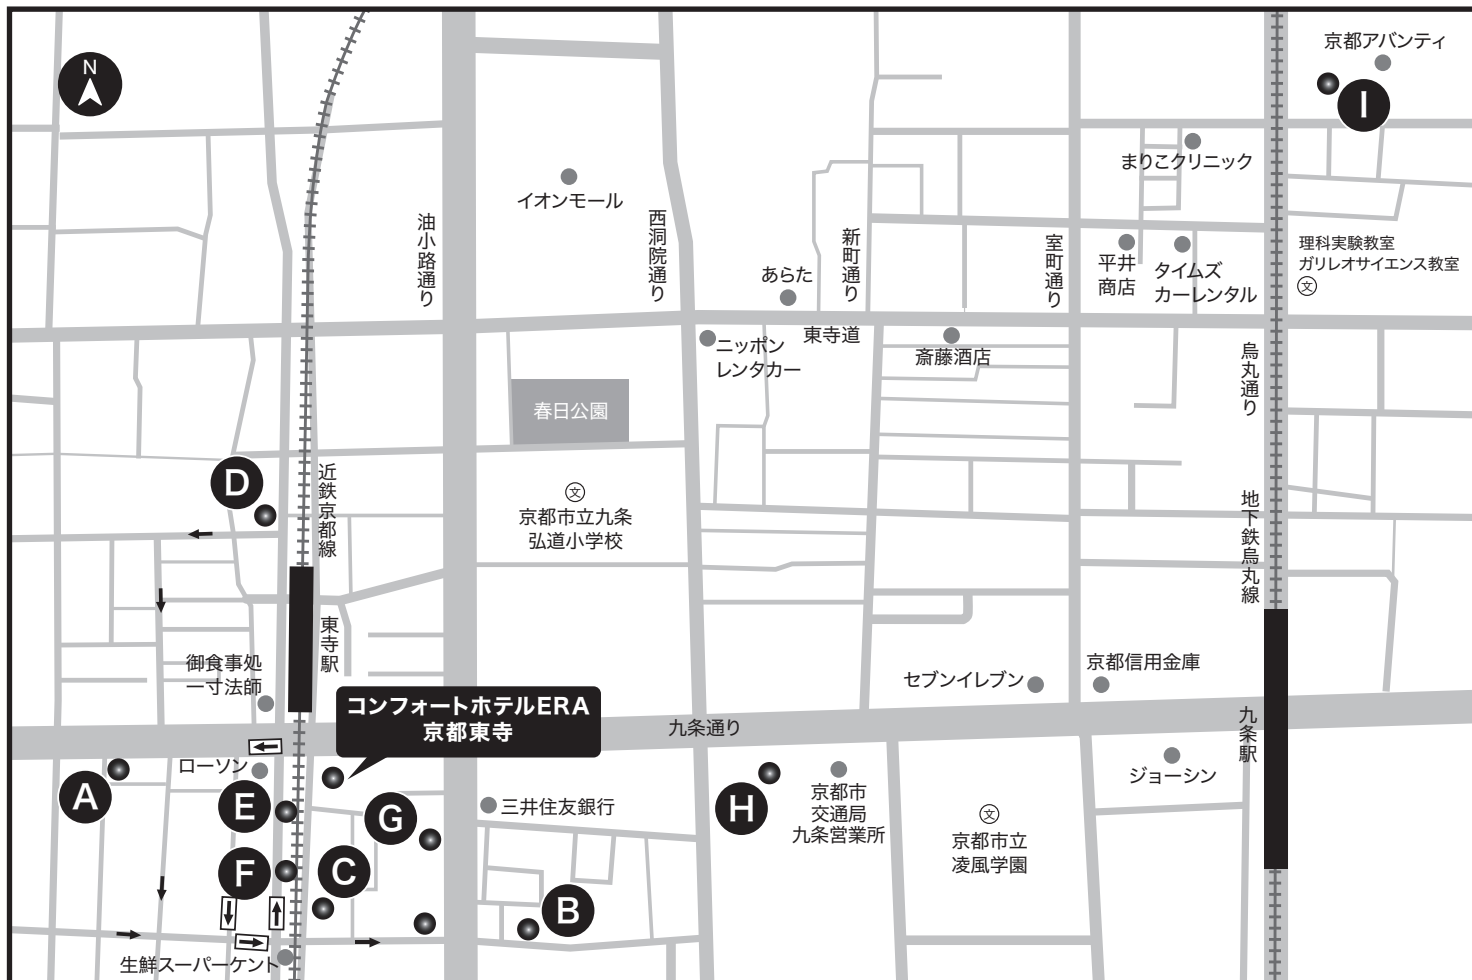 N
京都アバンティ
I
まりこクリニック
イオンモール
油小路通り
西洞院通り
新町通り
室町通り
平井
商店
タイムズ
カーレンタル
理科実験教室
ガリレオサイエンス教室
文
あらた
東寺道
ニッポン
レンタカー
斎藤酒店
烏丸通り
春日公園
D
近鉄京都線
文
京都市立九条
弘道小学校
地下鉄烏丸線
東寺駅
御食事処
一寸法師
コンフォートホテルERA
京都東寺
セブンイレブン
京都信用金庫
九条通り
九条駅
A
ローソン
E
G
三井住友銀行
H
京都市
交通局
九条営業所
文
京都市立
凌風学園
ジョーシン
F
C
B
生鮮スーパーケント